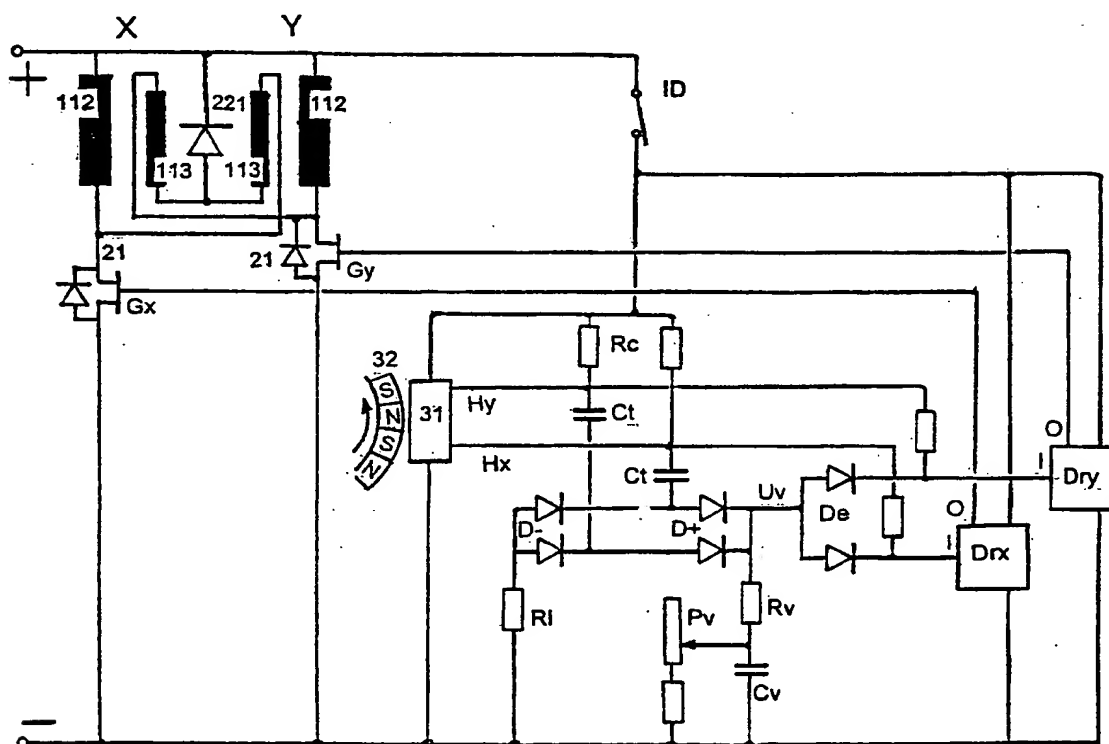 X Y
+
112 221 112
113 113
ID
21
21
Gy
Gx
Rc
32
S
N
S
N
31
Hy
Ct
Hx
Ct
Uv
O
I
Dry
D-
D+
De
O
I
Drx
Rl
Pv
Rv
Cv
−